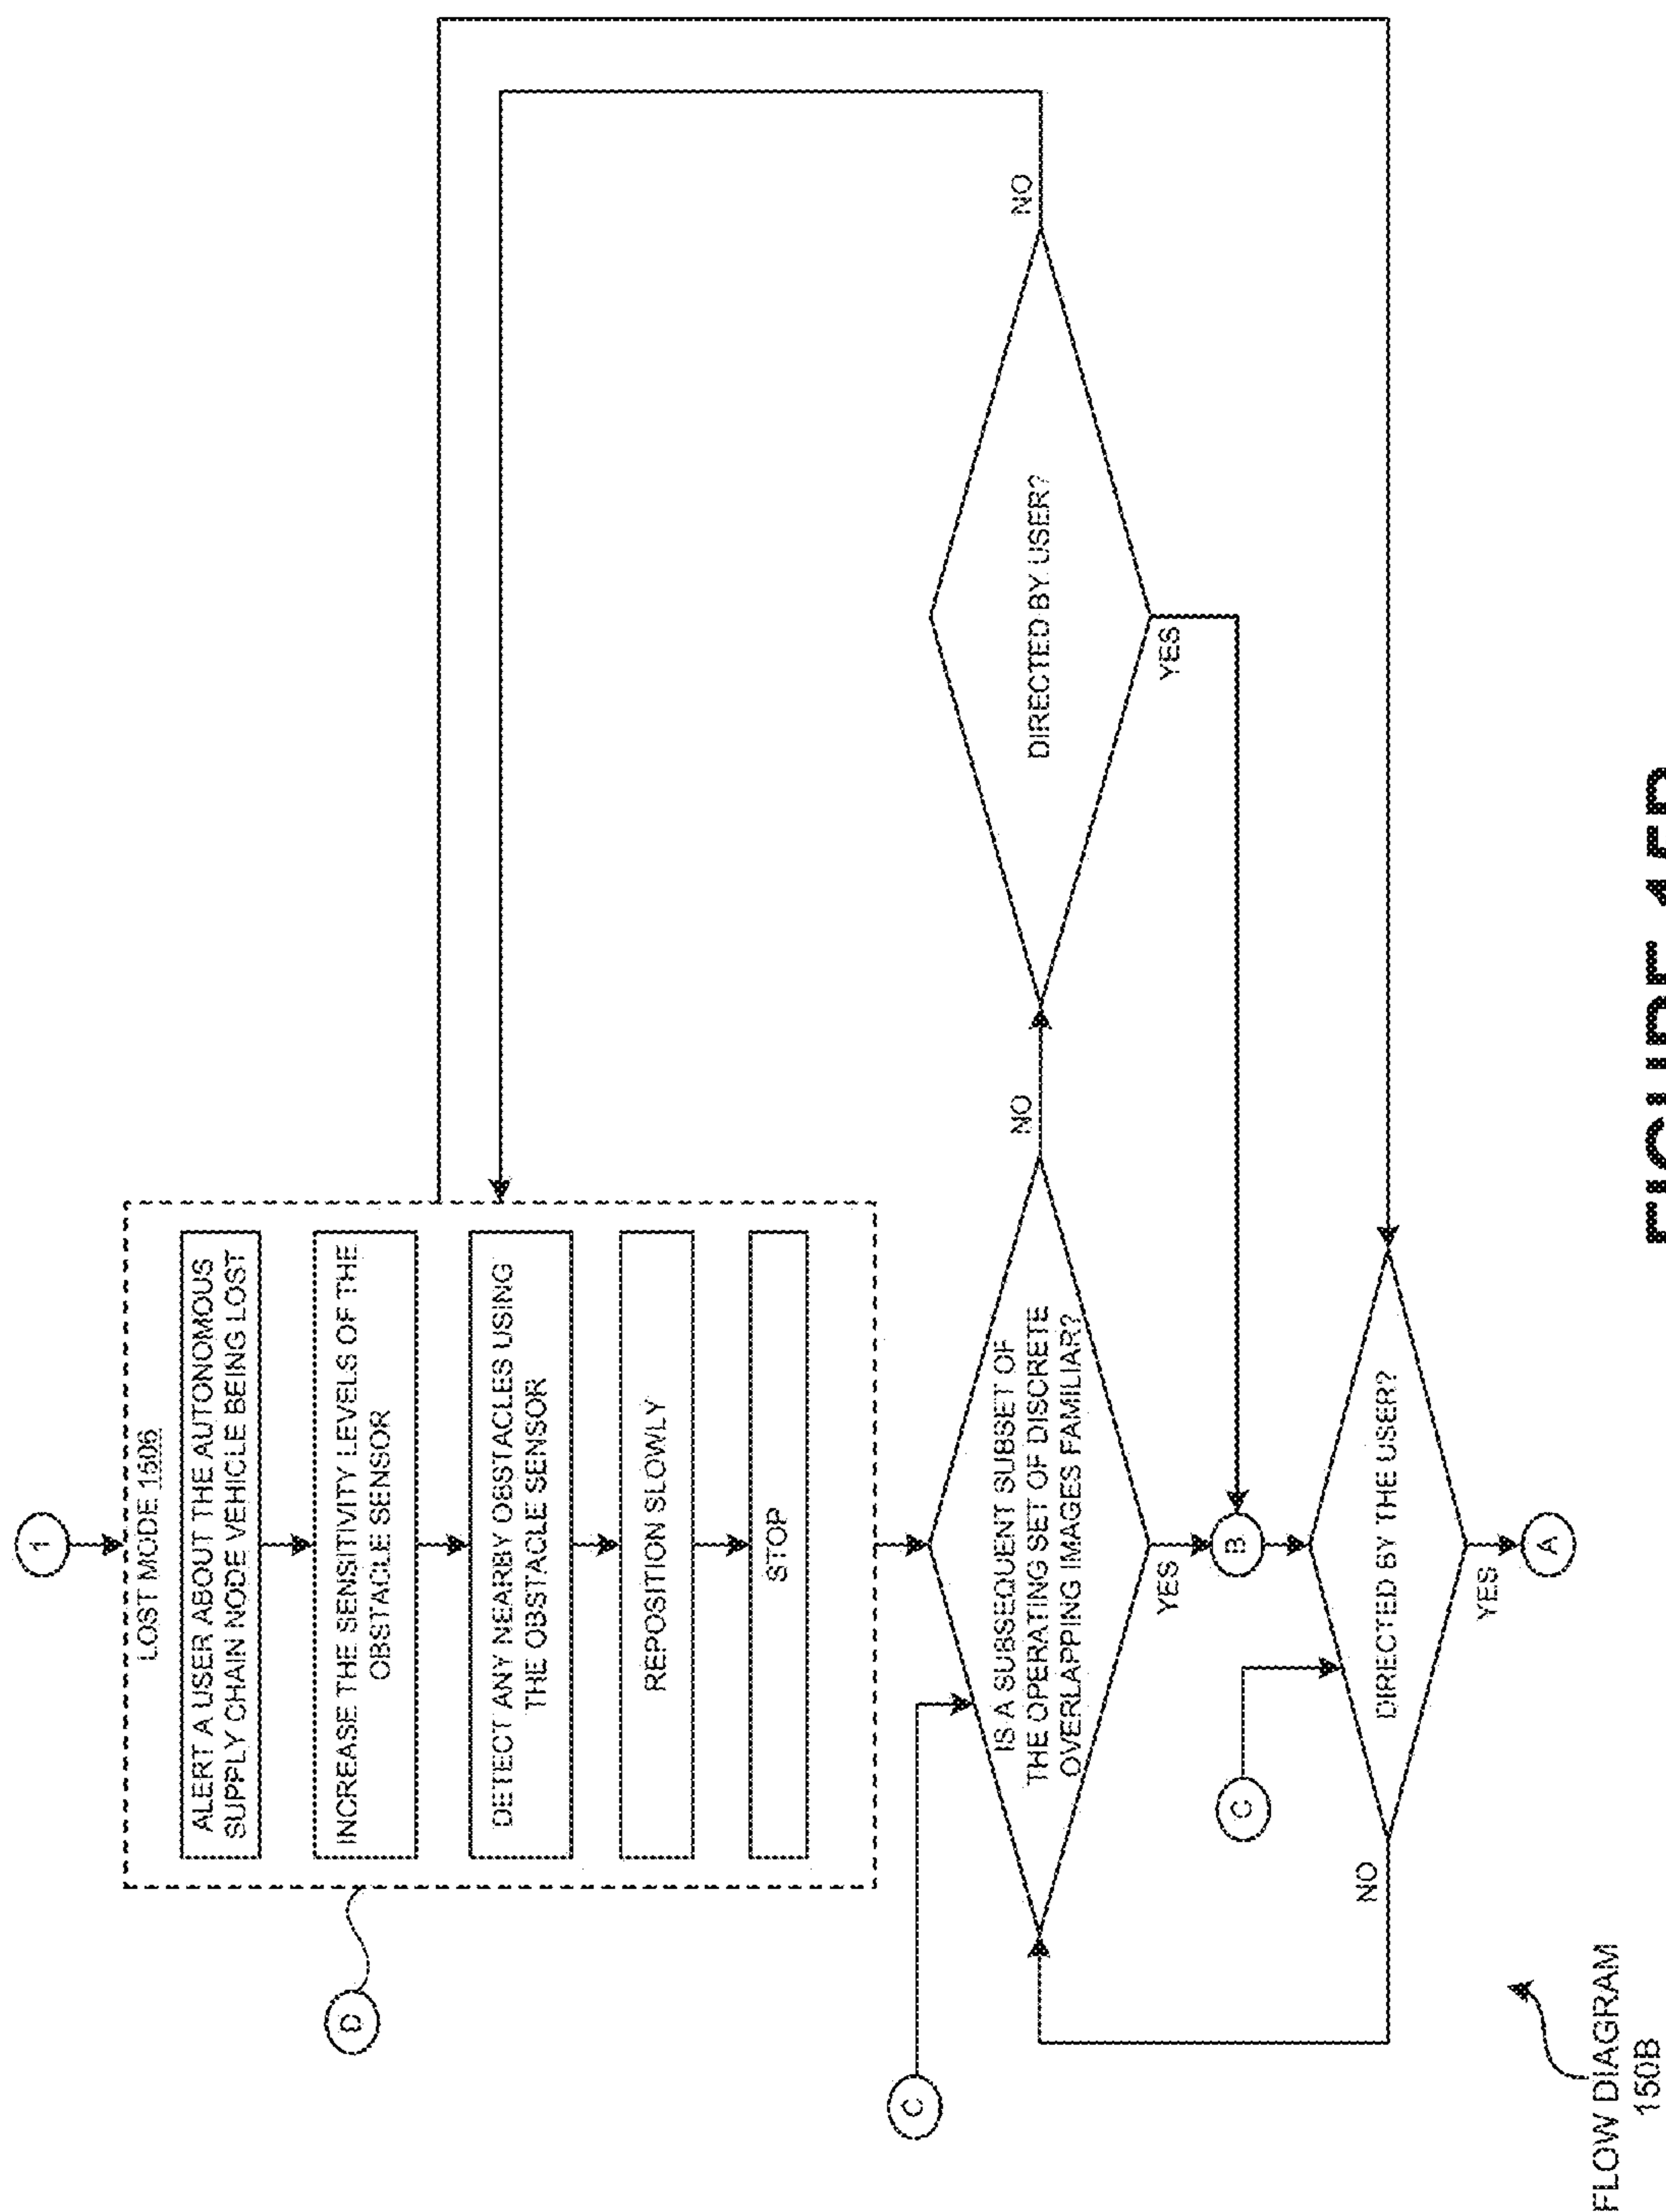 1
LOST MODE 1506
ALERT A USER ABOUT THE AUTONOMOUS
SUPPLY CHAIN NODE VEHICLE BEING LOST
INCREASE THE SENSITIVITY LEVELS OF THE
OBSTACLE SENSOR
D
DETECT ANY NEARBY OBSTACLES USING
THE OBSTACLE SENSOR
REPOSITION SLOWLY
STOP
C
IS A SUBSEQUENT SUBSET OF
THE OPERATING SET OF DISCRETE
OVERLAPPING IMAGES FAMILIAR?
NO
DIRECTED BY USER?
NO
YES
YES
B
DIRECTED BY THE USER?
NO
YES
A
FLOW DIAGRAM
150B